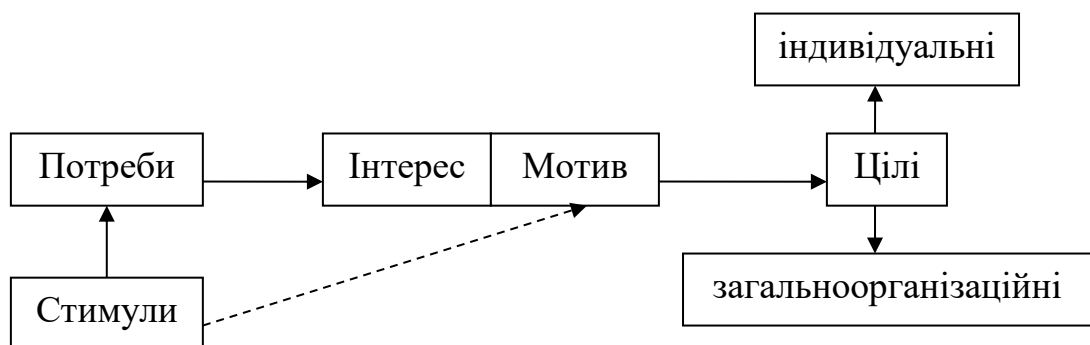 індивідуальні
Потреби
Інтерес
Мотив
Цілі
загальноорганізаційні
Стимули